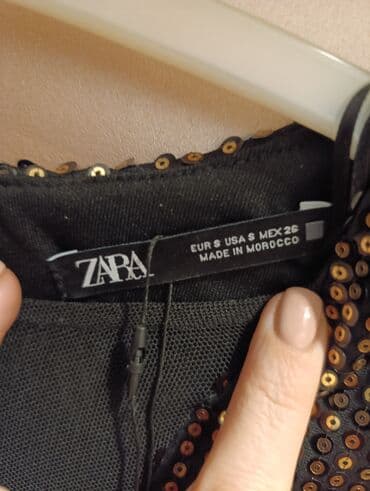 ZARA
EUR S USA S MEX 26
MADE IN MOROCCO